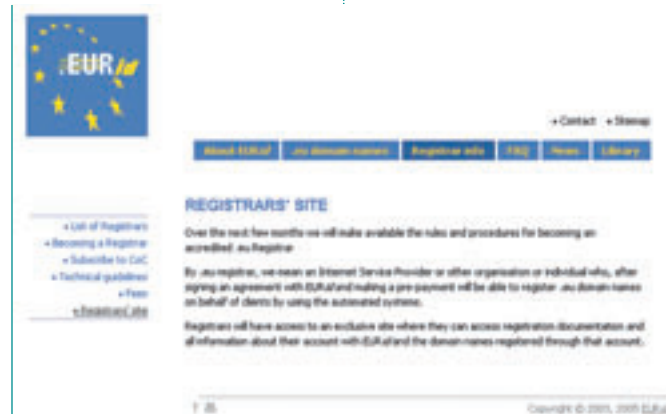 .EURid
Contact Sitemap
About EURid .eu domain names Registrar info FAQ News Library
REGISTRARS' SITE
List of Registrars
Becoming a Registrar
Subscribe to CoC
Technical guidelines
Fees
Registrars' site
Over the next few months we will make available the rules and procedures for becoming an
accredited .eu Registrar
By .eu registrar, we mean an Internet Service Provider or other organisation or individual who, after
signing an agreement with EURid and making a pre-payment will be able to register .eu domain names
on behalf of clients by using the automated systems.
Registrars will have access to an exclusive site where they can access registration documentation and
all information about their account with EURid and the domain names registered through that account.
Copyright © 2003, 2005 EURid